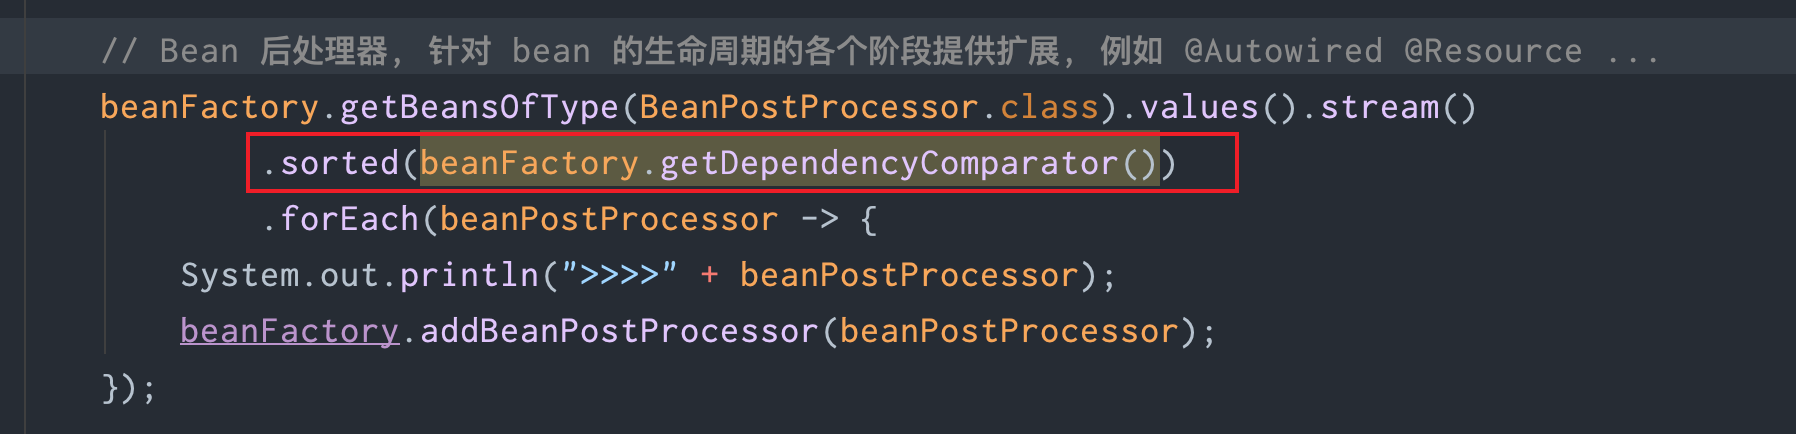 // Bean 后处理器, 针对 bean 的生命周期的各个阶段提供扩展, 例如 @Autowired @Resource ...
beanFactory.getBeansOfType(BeanPostProcessor.class).values().stream()
.sorted(beanFactory.getDependencyComparator())
.forEach(beanPostProcessor -> {
System.out.println(">>>>" + beanPostProcessor);
beanFactory.addBeanPostProcessor(beanPostProcessor);
});